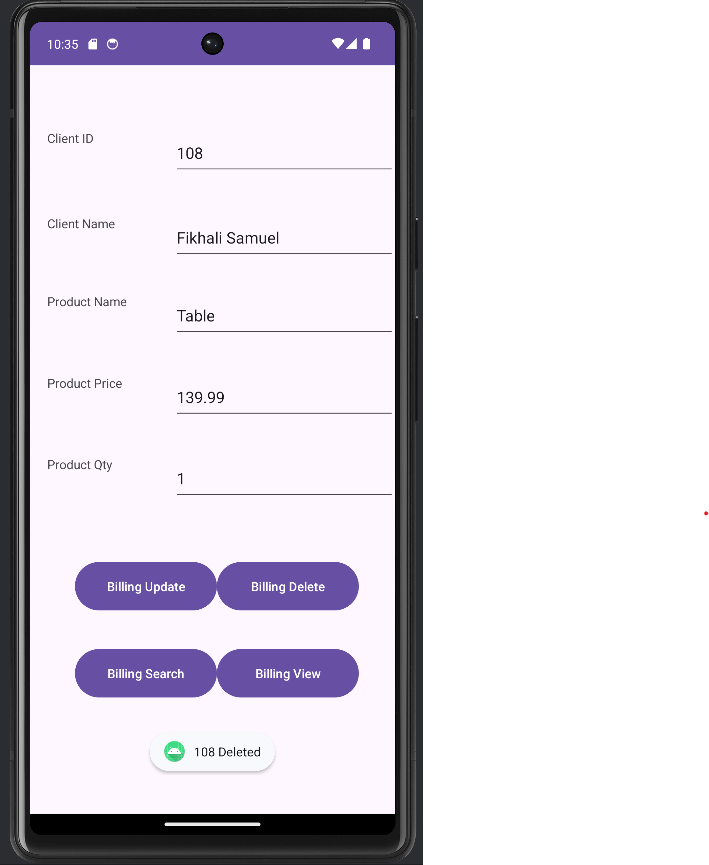 10:35
Client ID
108
Client Name
Fikhali Samuel
Product Name
Table
Product Price
139.99
Product Qty
1
Billing Update Billing Delete
Billing Search Billing View
108 Deleted